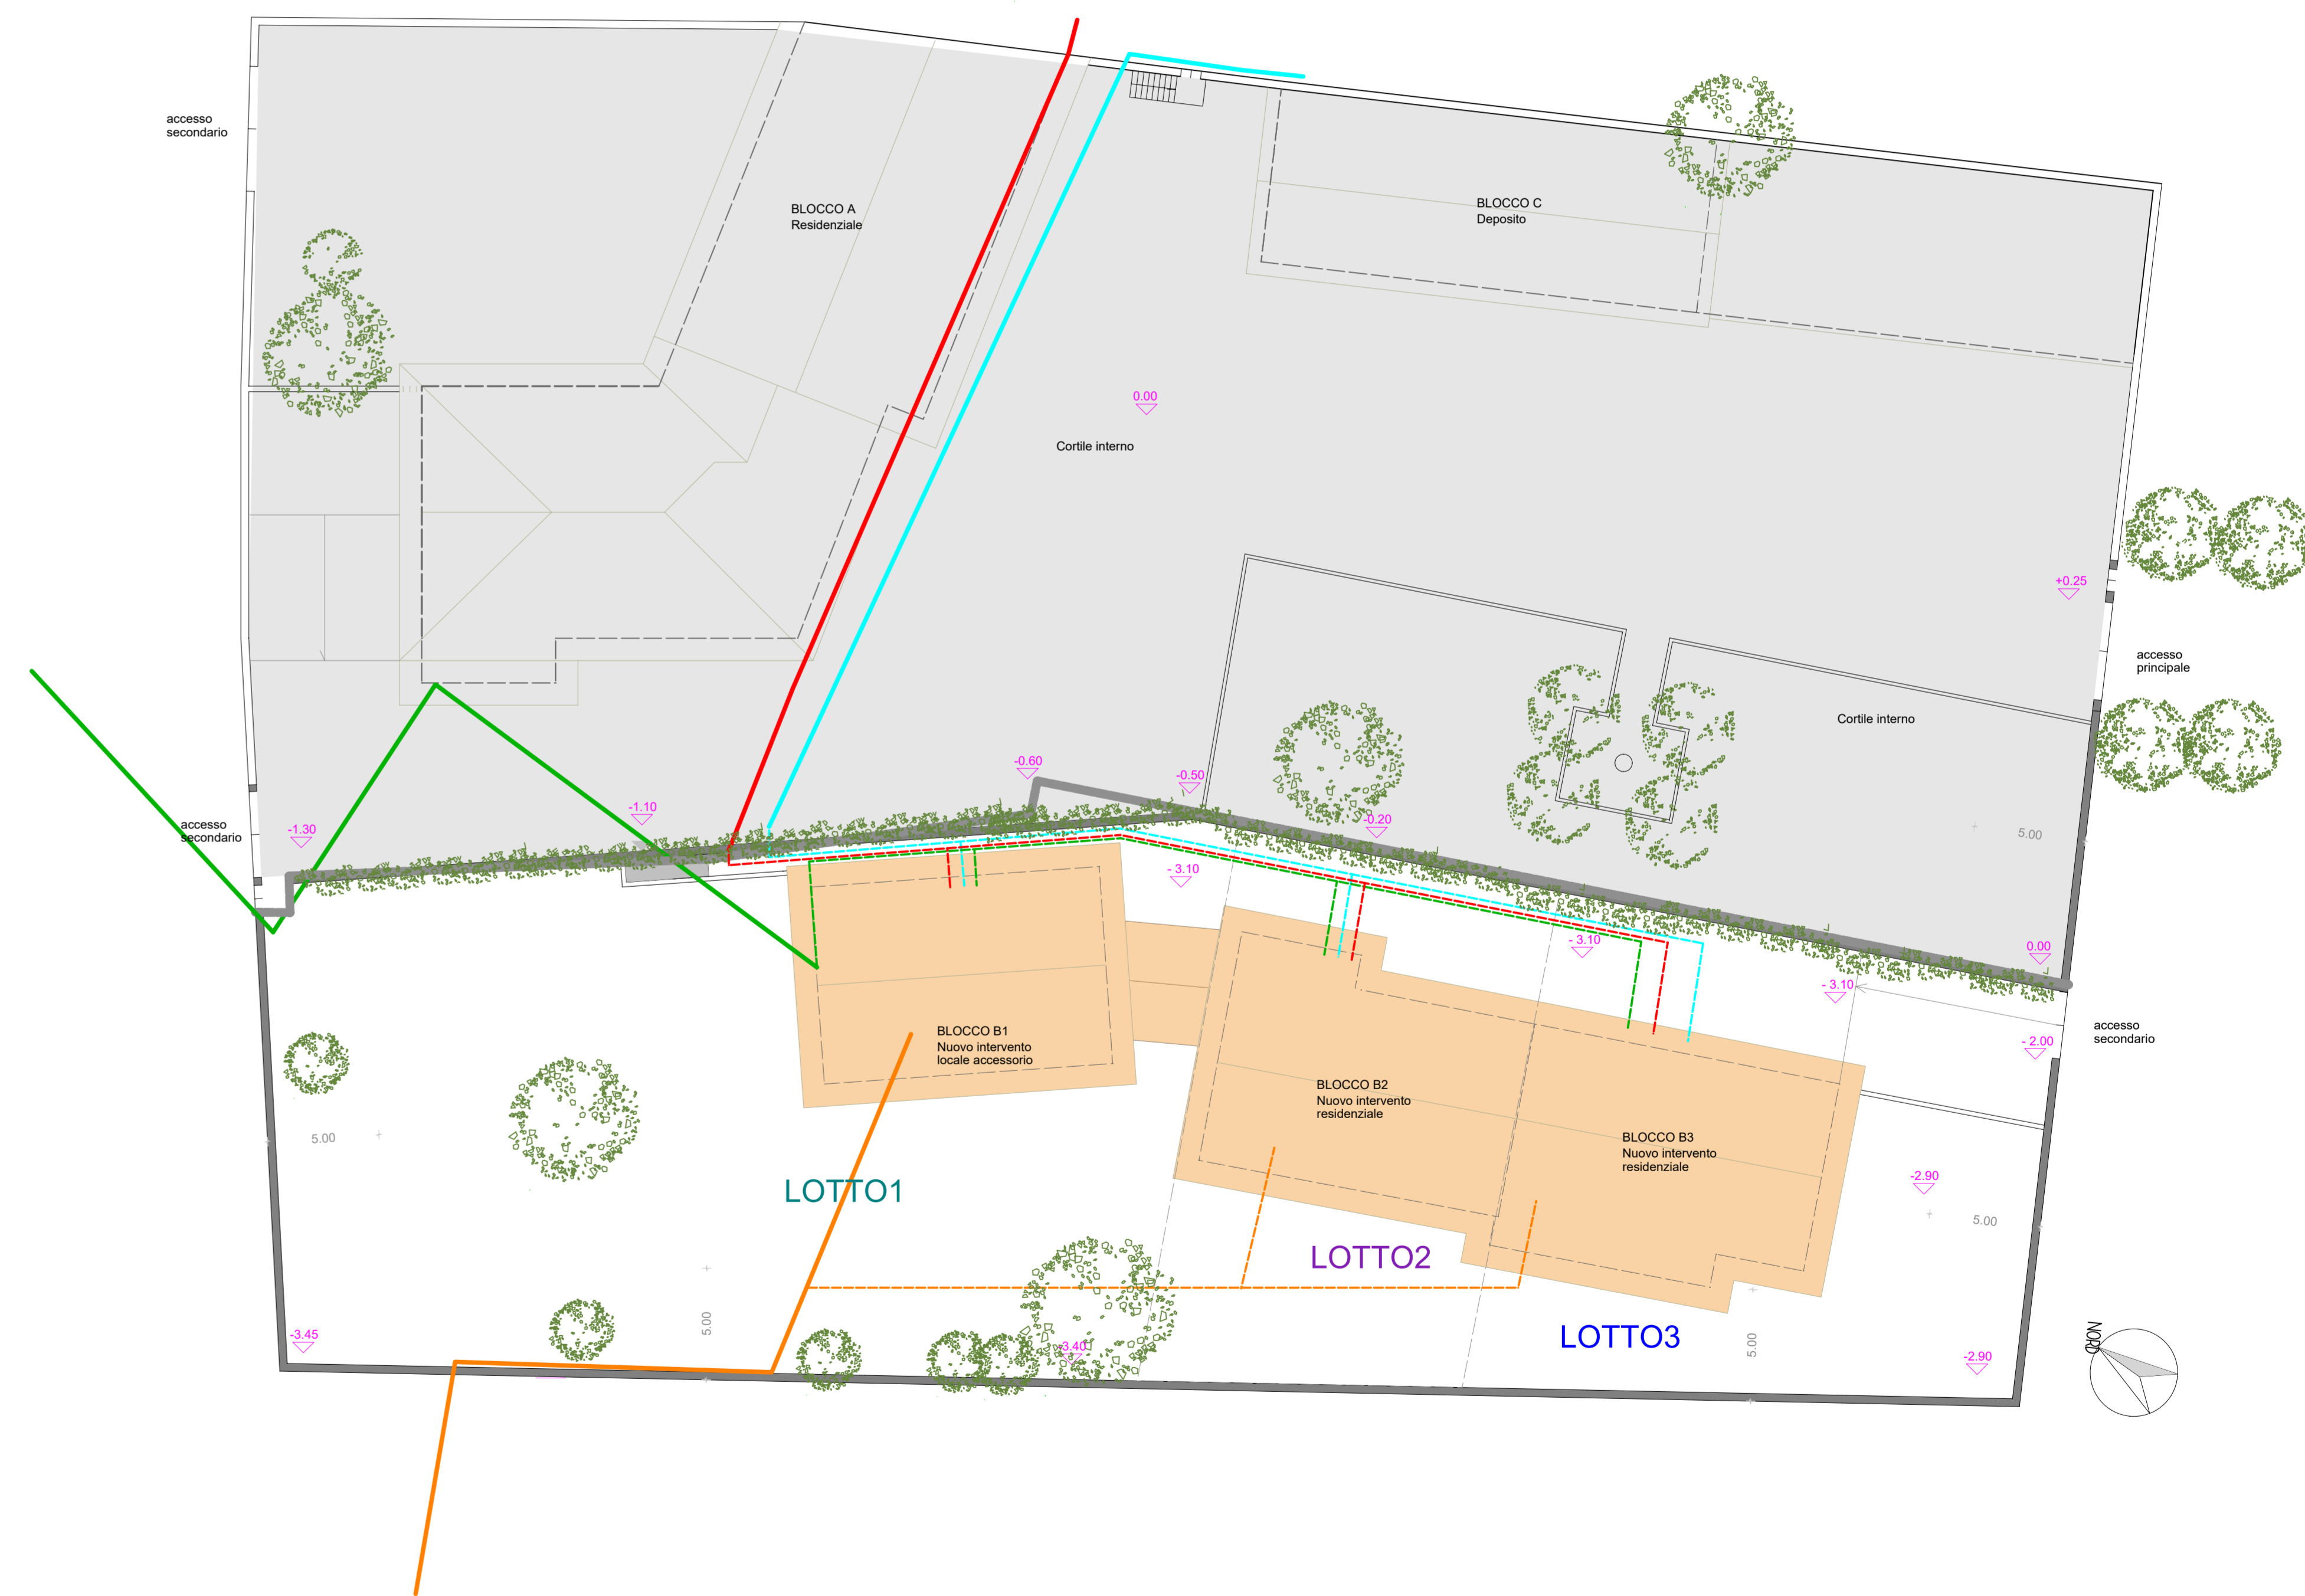 accesso
secondario
BLOCCO A
Residenziale
BLOCCO C
Deposito
0.00
Cortile interno
+0.25
accesso
principale
Cortile interno
-0.60
-0.50
-1.10
-0.20
accesso
secondario
-1.30
5.00
- 3.10
- 3.10
0.00
- 3.10
accesso
secondario
- 2.00
BLOCCO B1
Nuovo intervento
locale accessorio
BLOCCO B2
Nuovo intervento
residenziale
BLOCCO B3
Nuovo intervento
residenziale
5.00
-2.90
5.00
LOTTO1
LOTTO2
LOTTO3
-3.45
5.00
-3.40
5.00
-2.90
NORD